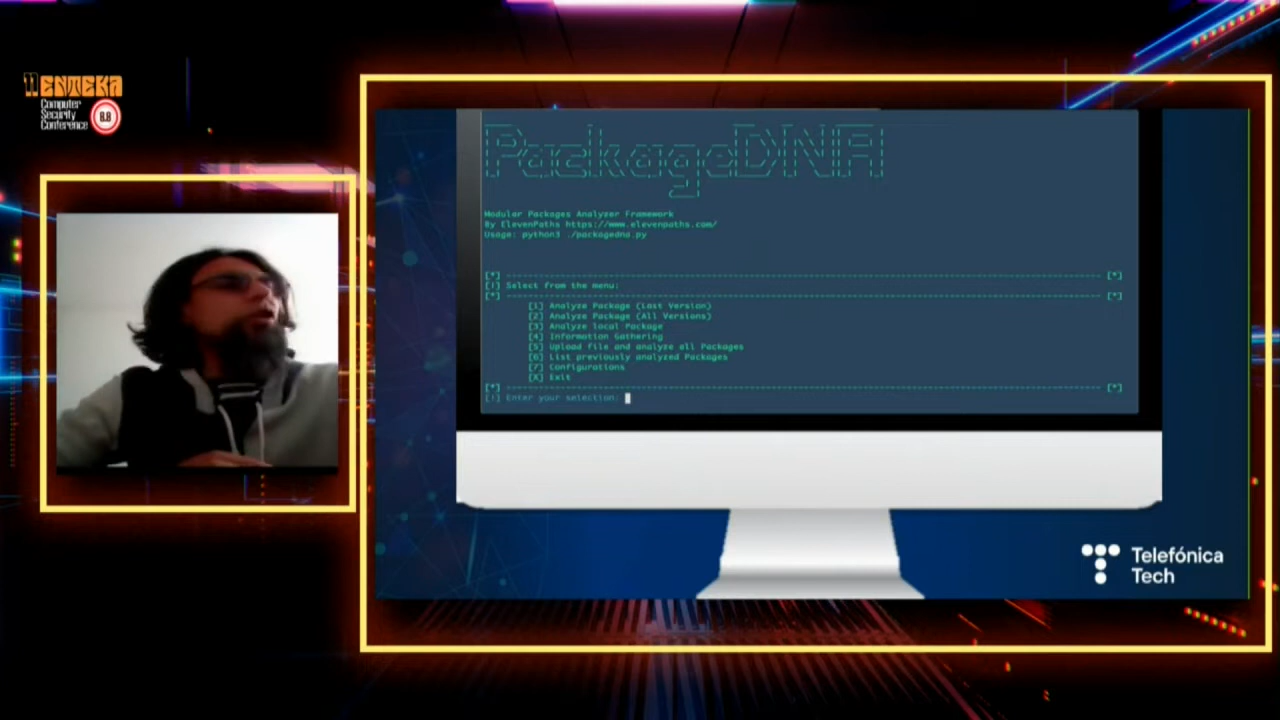 11 ENTEKA
Computer
Security
Conference
8.8
PackageDNA
Modular Packages Analyzer Framework
By ElevenPaths https://www.elevenpaths.com/
Usage: python3 ./packagedna.py
[*] ---------------------------------------------------------------- [*]
[!] Select from the menu:
[*] ---------------------------------------------------------------- [*]
[1] Analyze Package (Last Version)
[2] Analyze Package (All Versions)
[3] Analyze local Package
[4] Information Gathering
[5] Upload file and analyze all Packages
[6] List previously analyzed Packages
[7] Configurations
[X] Exit
[*] ---------------------------------------------------------------- [*]
[!] Enter your selection:
Telefónica
Tech